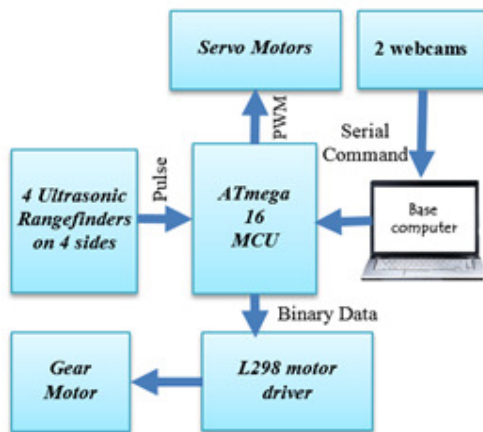 Servo Motors
2 webcams
PWM
Serial
Command
4 Ultrasonic
Rangefinders
on 4 sides
Pulse
ATmega
16
MCU
Base
computer
Binary Data
Gear
Motor
L298 motor
driver